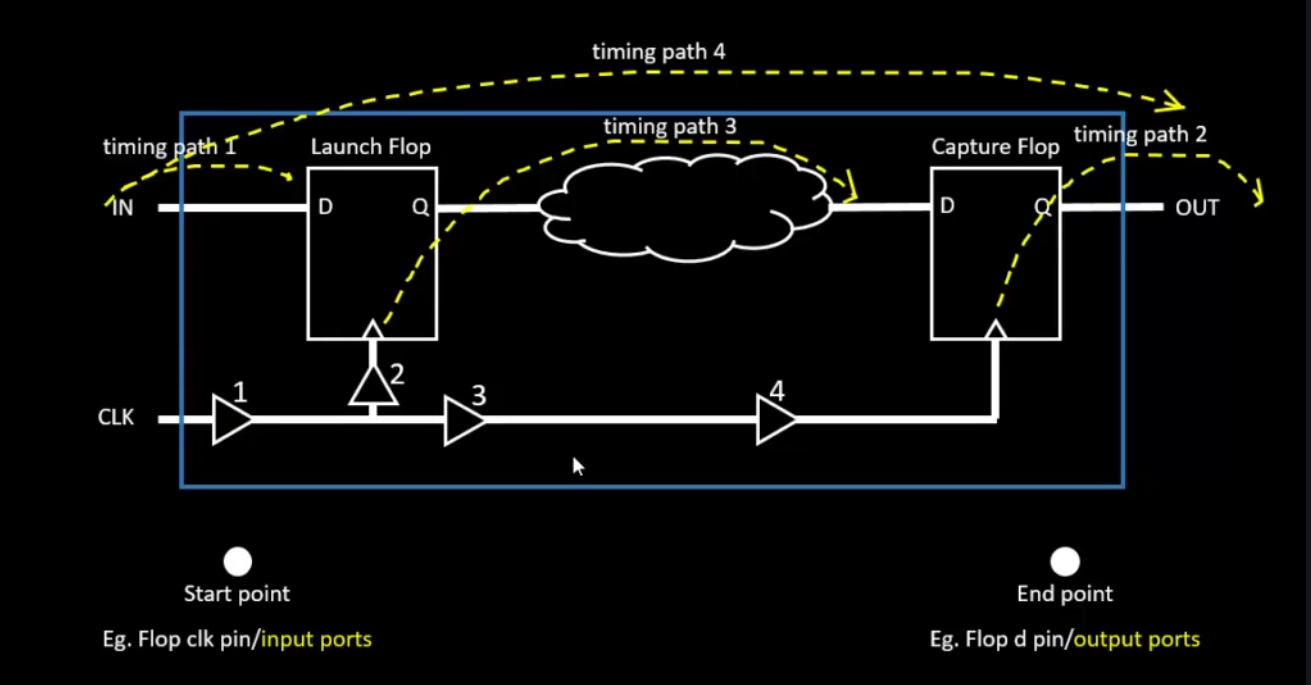 timing path 4
timing path 3
timing path 2
timing path 1
Launch Flop
Capture Flop
IN
D
Q
D
Q
OUT
2
1
3
4
CLK
Start point
End point
Eg. Flop clk pin/input ports
Eg. Flop d pin/output ports